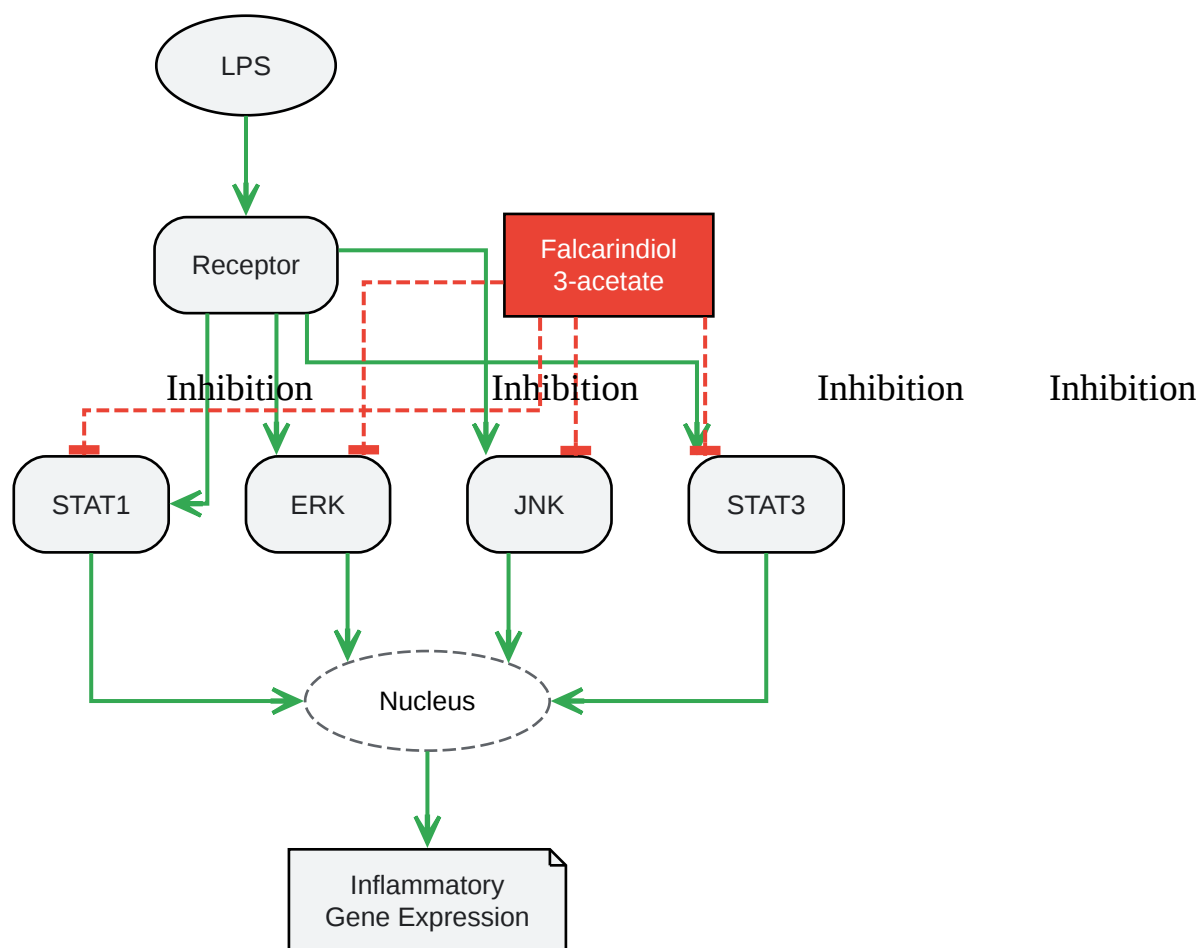 LPS
Receptor
Falcarindiol
3-acetate
Inhibition
Inhibition
Inhibition
Inhibition
STAT1
ERK
JNK
STAT3
Nucleus
Inflammatory
Gene Expression